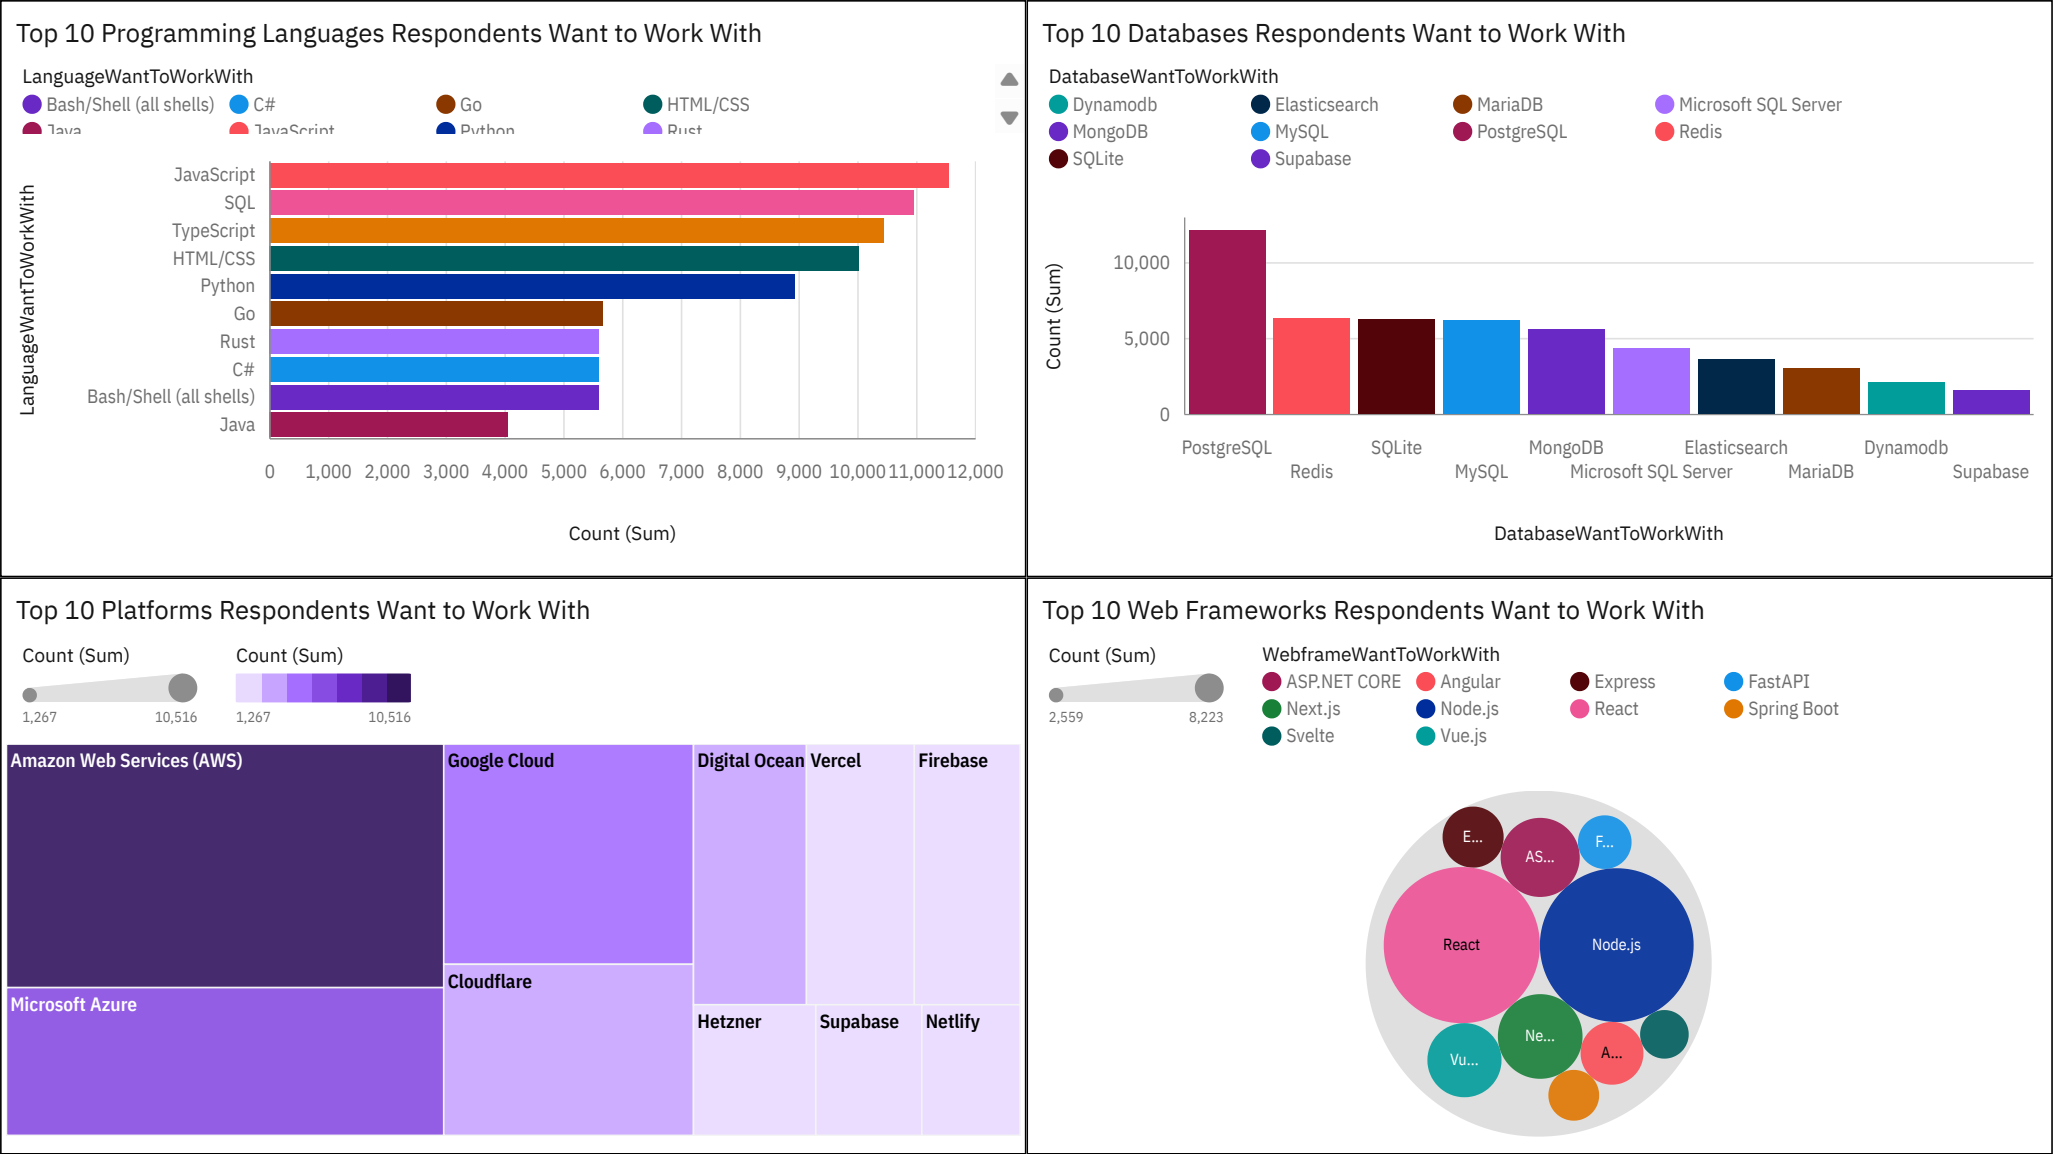 Top 10 Programming Languages Respondents Want to Work With
LanguageWantToWorkWith
Bash/Shell (all shells) C# Go HTML/CSS
Java JavaScript Python Rust
LanguageWantToWorkWith
JavaScript
SQL
TypeScript
HTML/CSS
Python
Go
Rust
C#
Bash/Shell (all shells)
Java
0 1,000 2,000 3,000 4,000 5,000 6,000 7,000 8,000 9,000 10,000 11,000 12,000
Count (Sum)
Top 10 Databases Respondents Want to Work With
DatabaseWantToWorkWith
Dynamodb Elasticsearch MariaDB Microsoft SQL Server
MongoDB MySQL PostgreSQL Redis
SQLite Supabase
Count (Sum)
10,000
5,000
0
PostgreSQL SQLite MongoDB Elasticsearch Dynamodb
Redis MySQL Microsoft SQL Server MariaDB Supabase
DatabaseWantToWorkWith
Top 10 Platforms Respondents Want to Work With
Count (Sum) Count (Sum)
1,267 10,516 1,267 10,516
Amazon Web Services (AWS) Google Cloud Digital Ocean Vercel Firebase
Cloudflare
Microsoft Azure
Hetzner Supabase Netlify
Top 10 Web Frameworks Respondents Want to Work With
Count (Sum) WebframeWantToWorkWith
2,559 8,223
ASP.NET CORE Angular Express FastAPI
Next.js Node.js React Spring Boot
Svelte Vue.js
E... AS... F...
React Node.js
Vu... Ne... A...